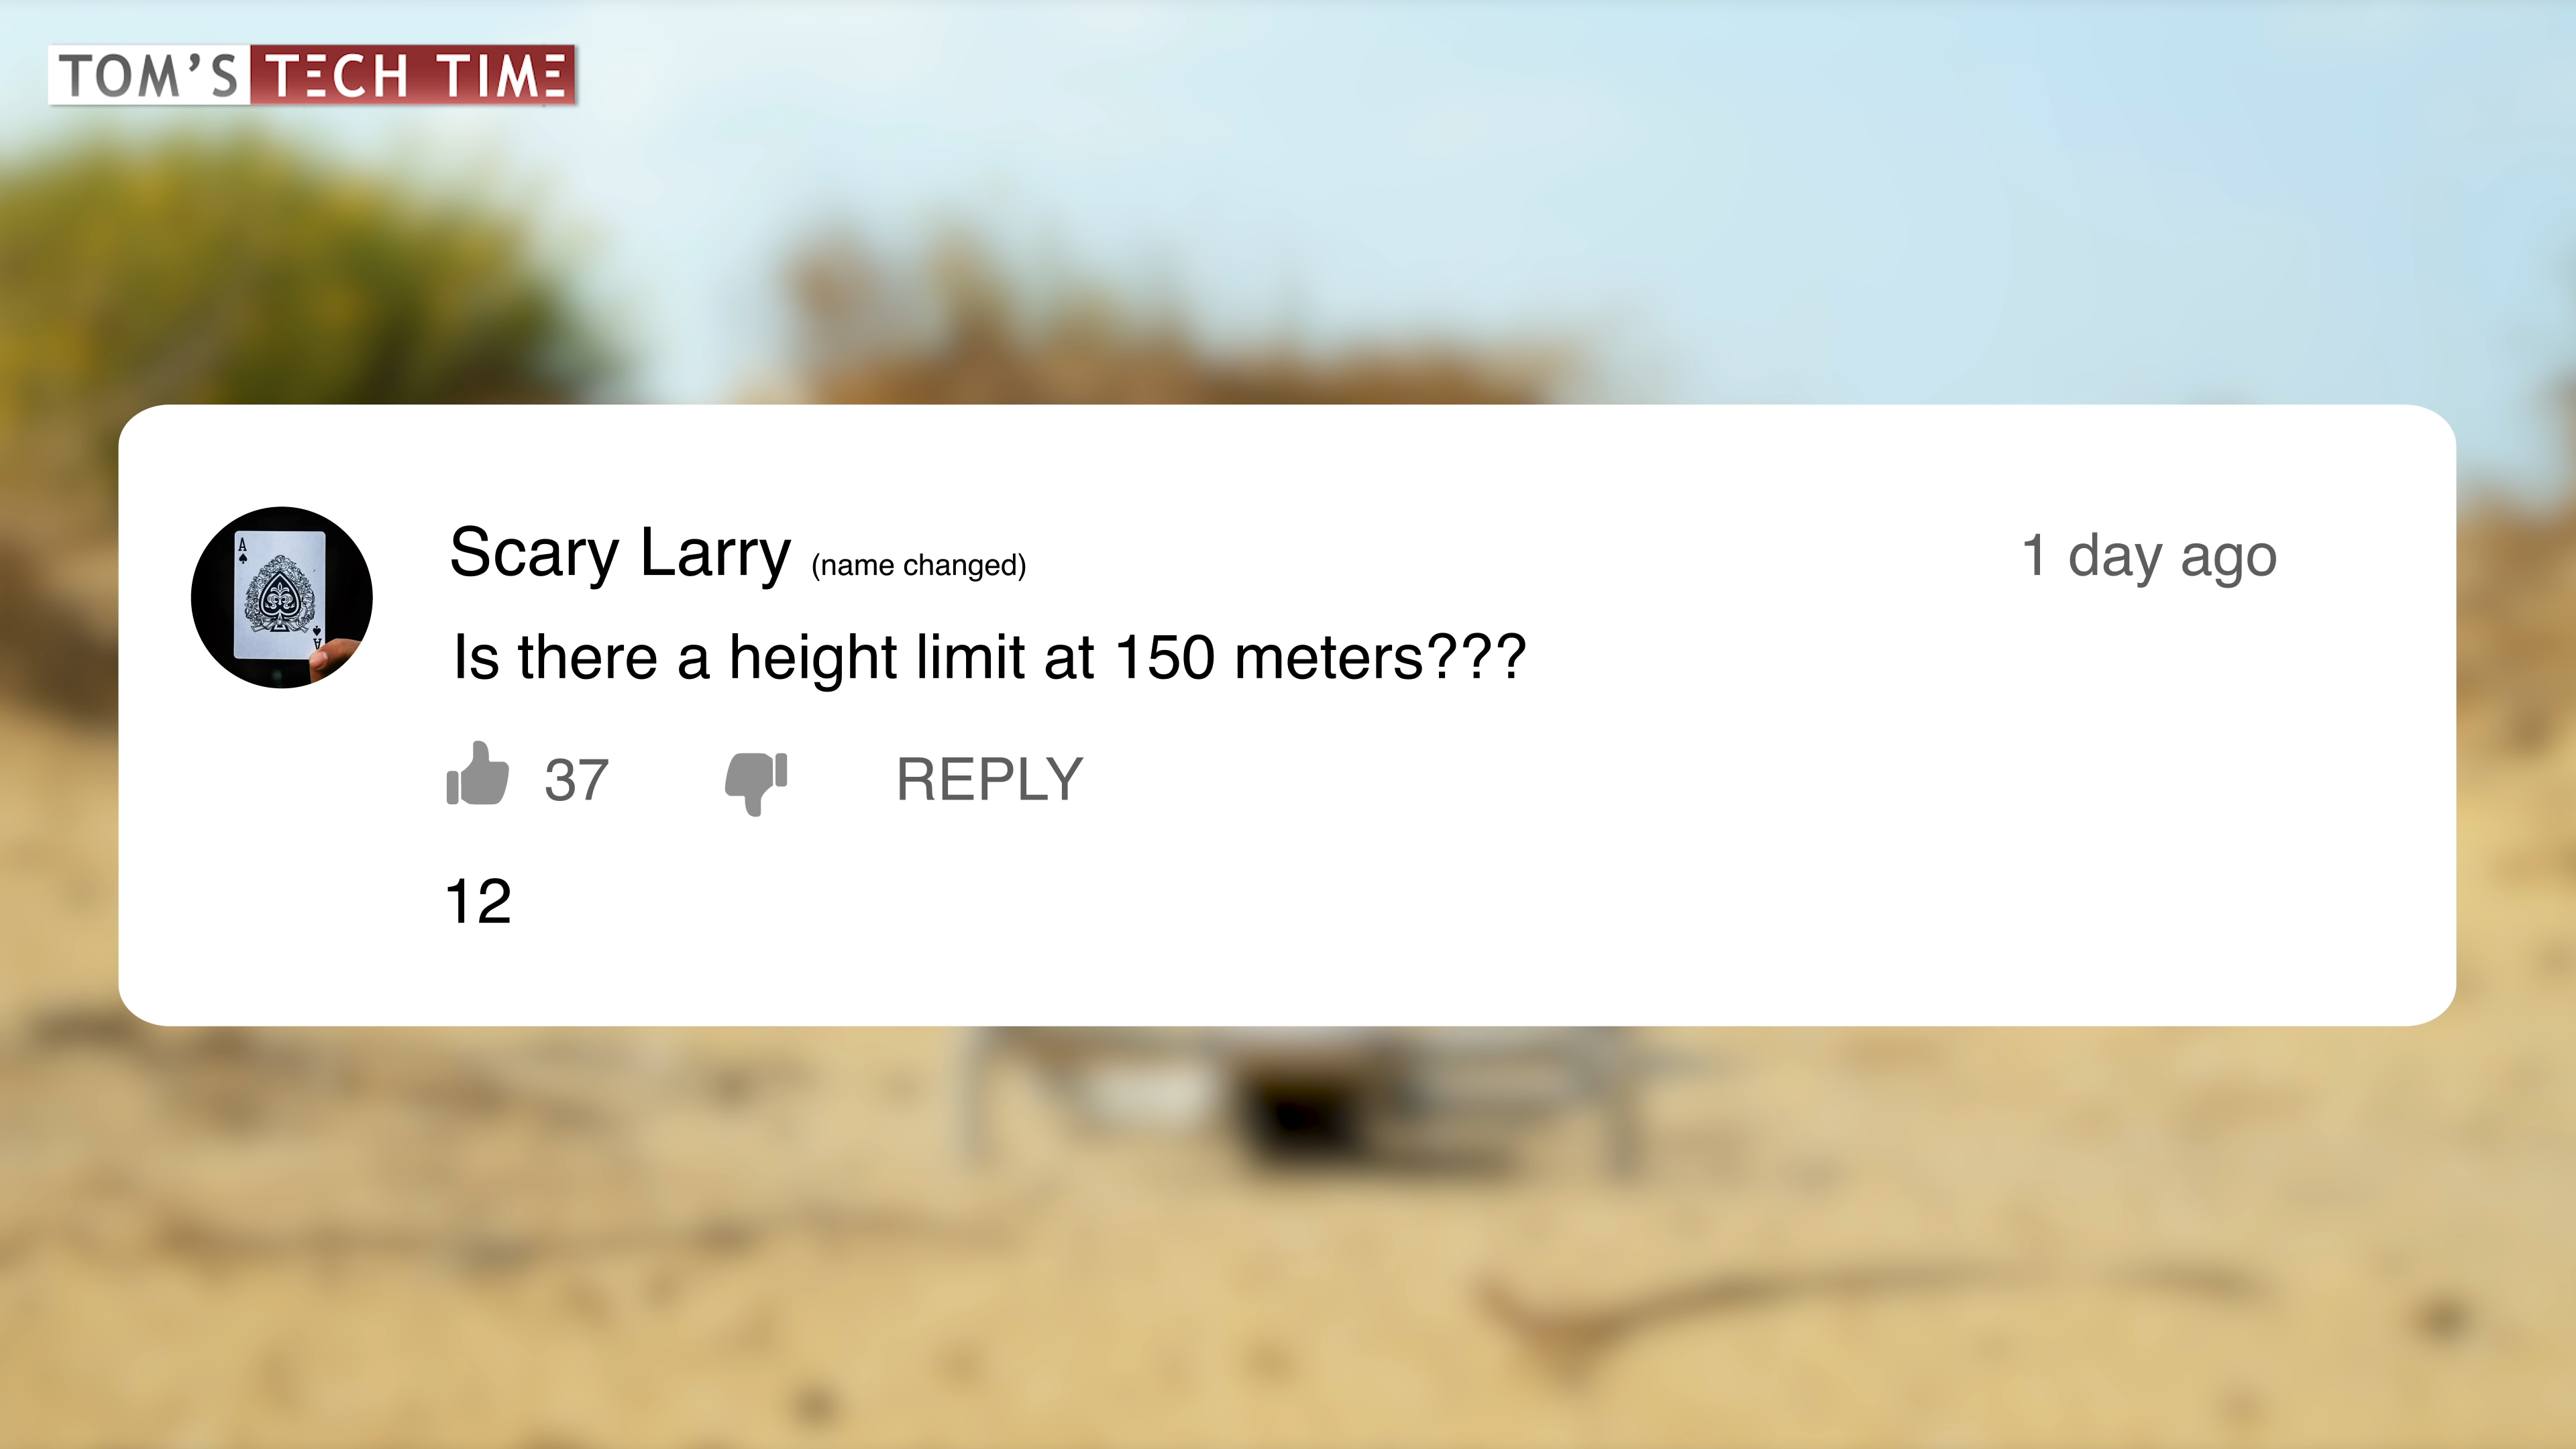 TOM'S TECH TIME
Scary Larry (name changed)
1 day ago
Is there a height limit at 150 meters???
37
REPLY
12
A
A